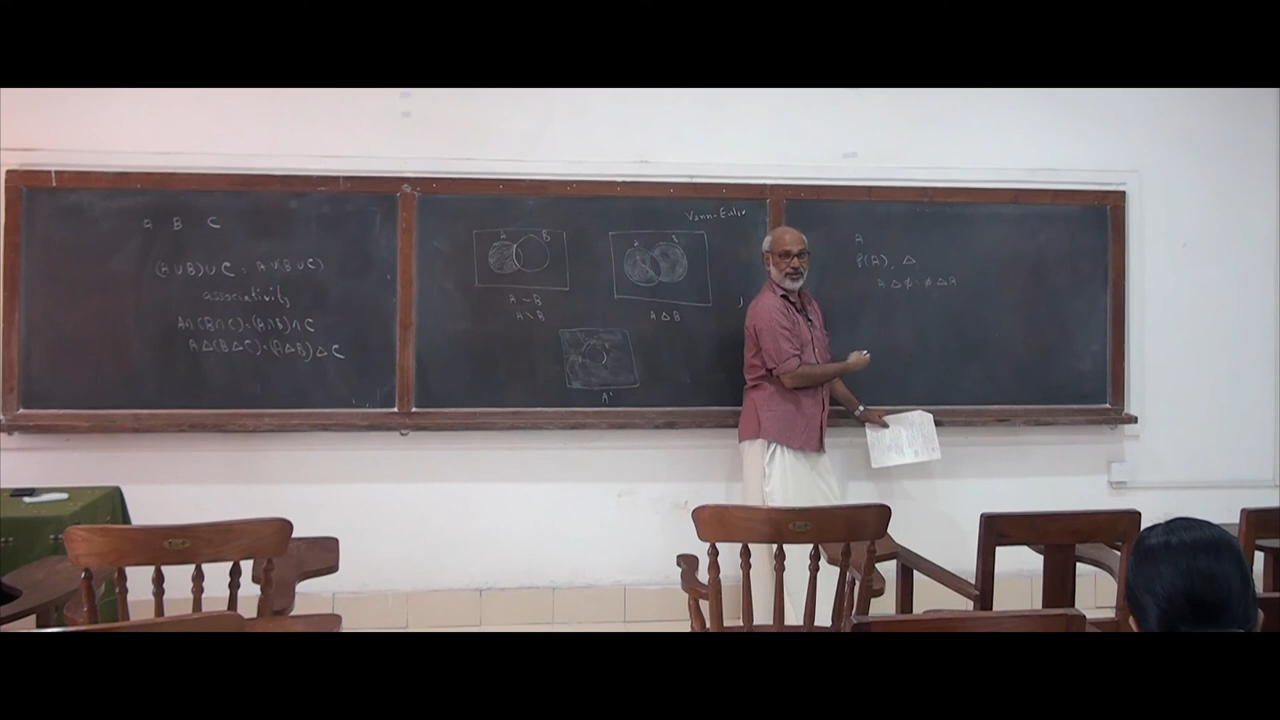 A B C
(A ∪ B) ∪ C = A ∪ (B ∪ C)
associativity
A ∩ (B ∩ C) = (A ∩ B) ∩ C
A △ (B △ C) = (A △ B) △ C
Venn-Euler
A B
A - B
A \ B
A B
A △ B
A'
A
P(A), △
A △ φ = φ △ A